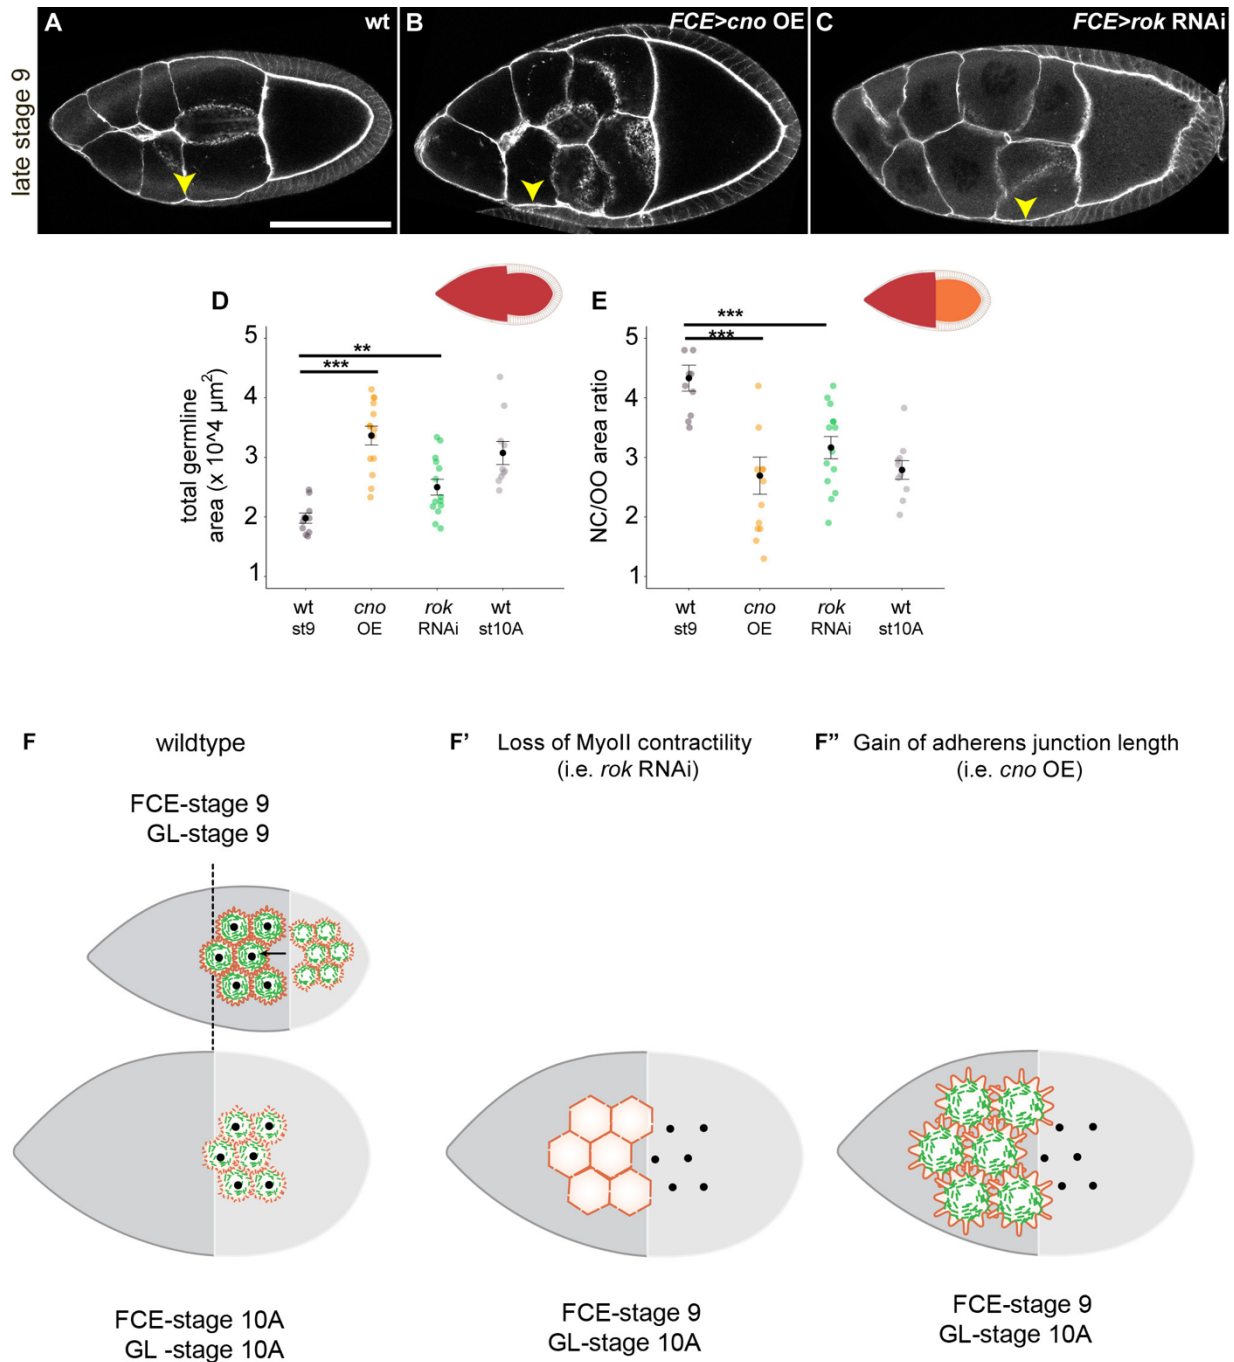 A
wt
B
FCE>cno OE
C
FCE>rok RNAi
late stage 9
D
total germline
area (x 10^4 µm²)
5
4
3
2
1
**
***
wt
st9
cno
OE
rok
RNAi
wt
st10A
E
NC/OO area ratio
5
4
3
2
1
***
***
wt
st9
cno
OE
rok
RNAi
wt
st10A
F
wildtype
FCE-stage 9
GL-stage 9
FCE-stage 10A
GL -stage 10A
F'
Loss of MyoII contractility
(i.e. rok RNAi)
FCE-stage 9
GL-stage 10A
F"
Gain of adherens junction length
(i.e. cno OE)
FCE-stage 9
GL-stage 10A